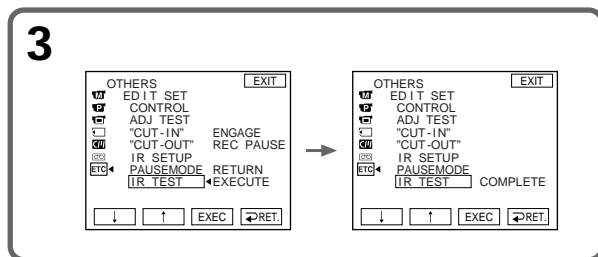 3
OTHERS EXIT
EDIT SET
CONTROL
ADJ TEST
"CUT-IN" ENGAGE
"CUT-OUT" REC PAUSE
IR SETUP
ETC PAUSEMODE RETURN
IR TEST EXECUTE
↓ ↑ EXEC RET.
OTHERS EXIT
EDIT SET
CONTROL
ADJ TEST
"CUT-IN"
"CUT-OUT"
IR SETUP
ETC PAUSEMODE
IR TEST COMPLETE
↓ ↑ EXEC RET.